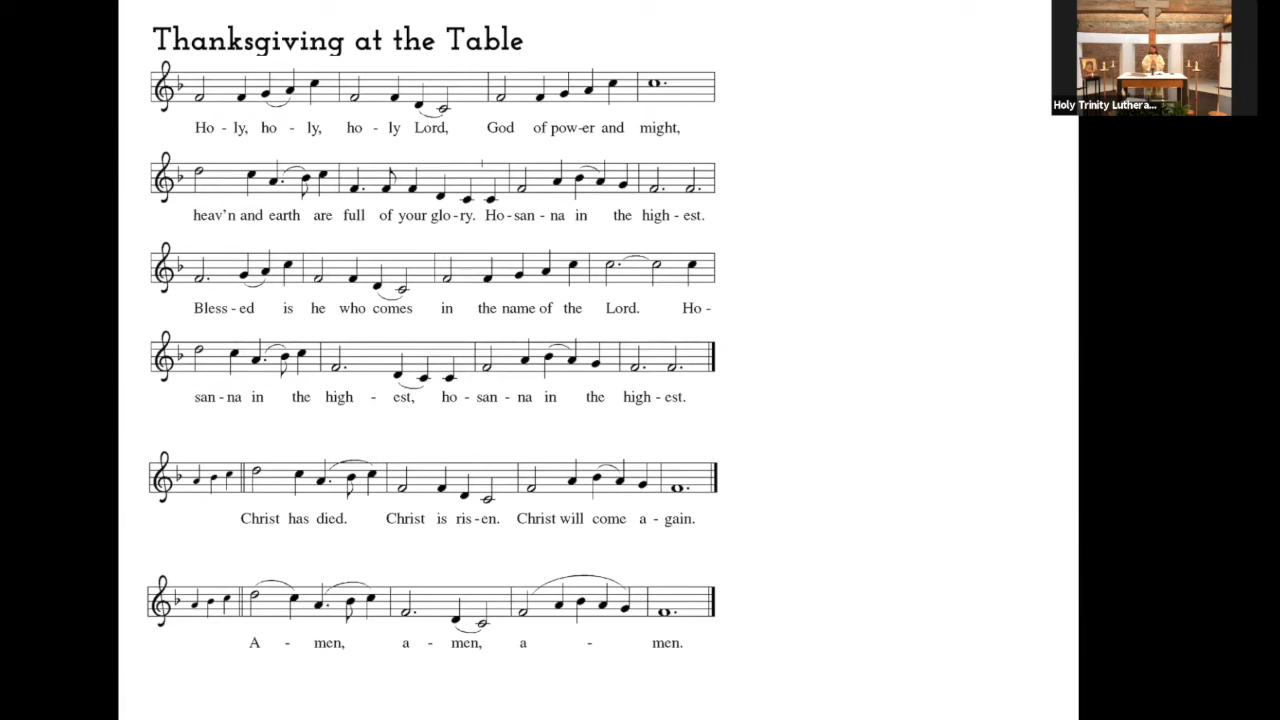 Thanksgiving at the Table
Holy Trinity Luthera...
Ho - ly, ho - ly, ho - ly Lord, God of pow-er and might,
heav'n and earth are full of your glo-ry. Ho-san - na in the high - est.
Bless - ed is he who comes in the name of the Lord. Ho -
san - na in the high - est, ho - san - na in the high - est.
Christ has died. Christ is ris-en. Christ will come a - gain.
A - men, a - men, a - men.